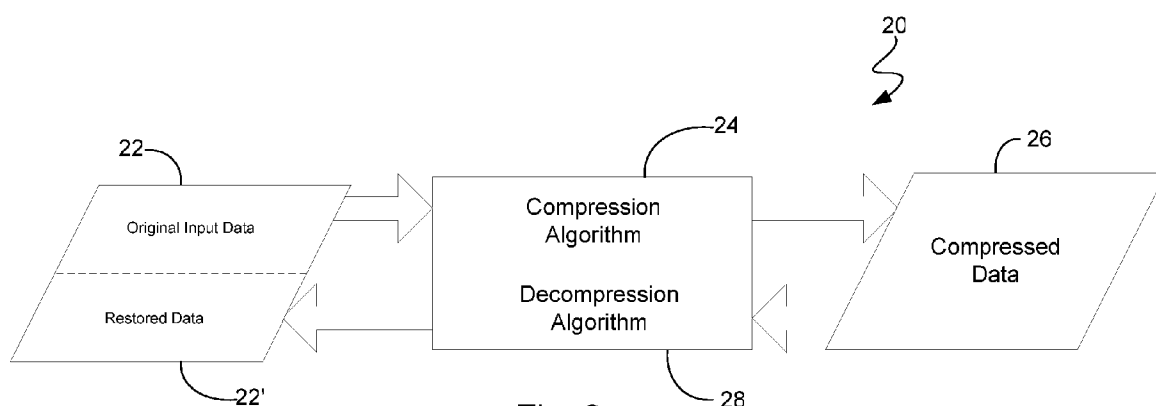 20
24
26
22
Original Input Data
Compression
Algorithm
Compressed
Data
Restored Data
Decompression
Algorithm
22'
28